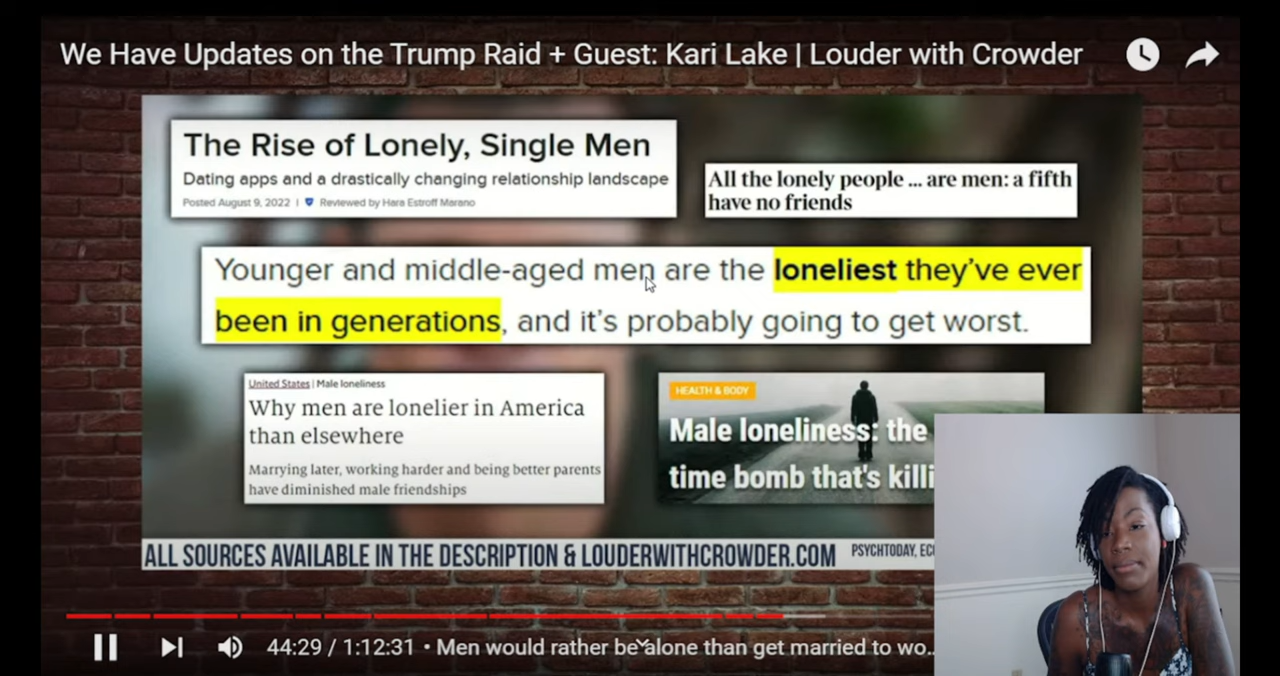 We Have Updates on the Trump Raid + Guest: Kari Lake | Louder with Crowder
The Rise of Lonely, Single Men
Dating apps and a drastically changing relationship landscape
Posted August 9, 2022 | Reviewed by Hara Estroff Marano
All the lonely people ... are men: a fifth
have no friends
Younger and middle-aged men are the loneliest they've ever
been in generations, and it's probably going to get worst.
United States | Male loneliness
Why men are lonelier in America
than elsewhere
Marrying later, working harder and being better parents
have diminished male friendships
HEALTH & BODY
Male loneliness: the
time bomb that's killi
ALL SOURCES AVAILABLE IN THE DESCRIPTION & LOUDERWITHCROWDER.COM
PSYCHTODAY, EC
44:29 / 1:12:31 • Men would rather be alone than get married to wo...